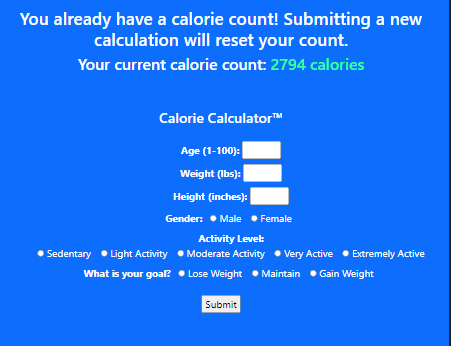 You already have a calorie count! Submitting a new
calculation will reset your count.
Your current calorie count: 2794 calories
Calorie Calculator™
Age (1-100):
Weight (lbs):
Height (inches):
Gender: Male Female
Activity Level:
Sedentary Light Activity Moderate Activity Very Active Extremely Active
What is your goal? Lose Weight Maintain Gain Weight
Submit